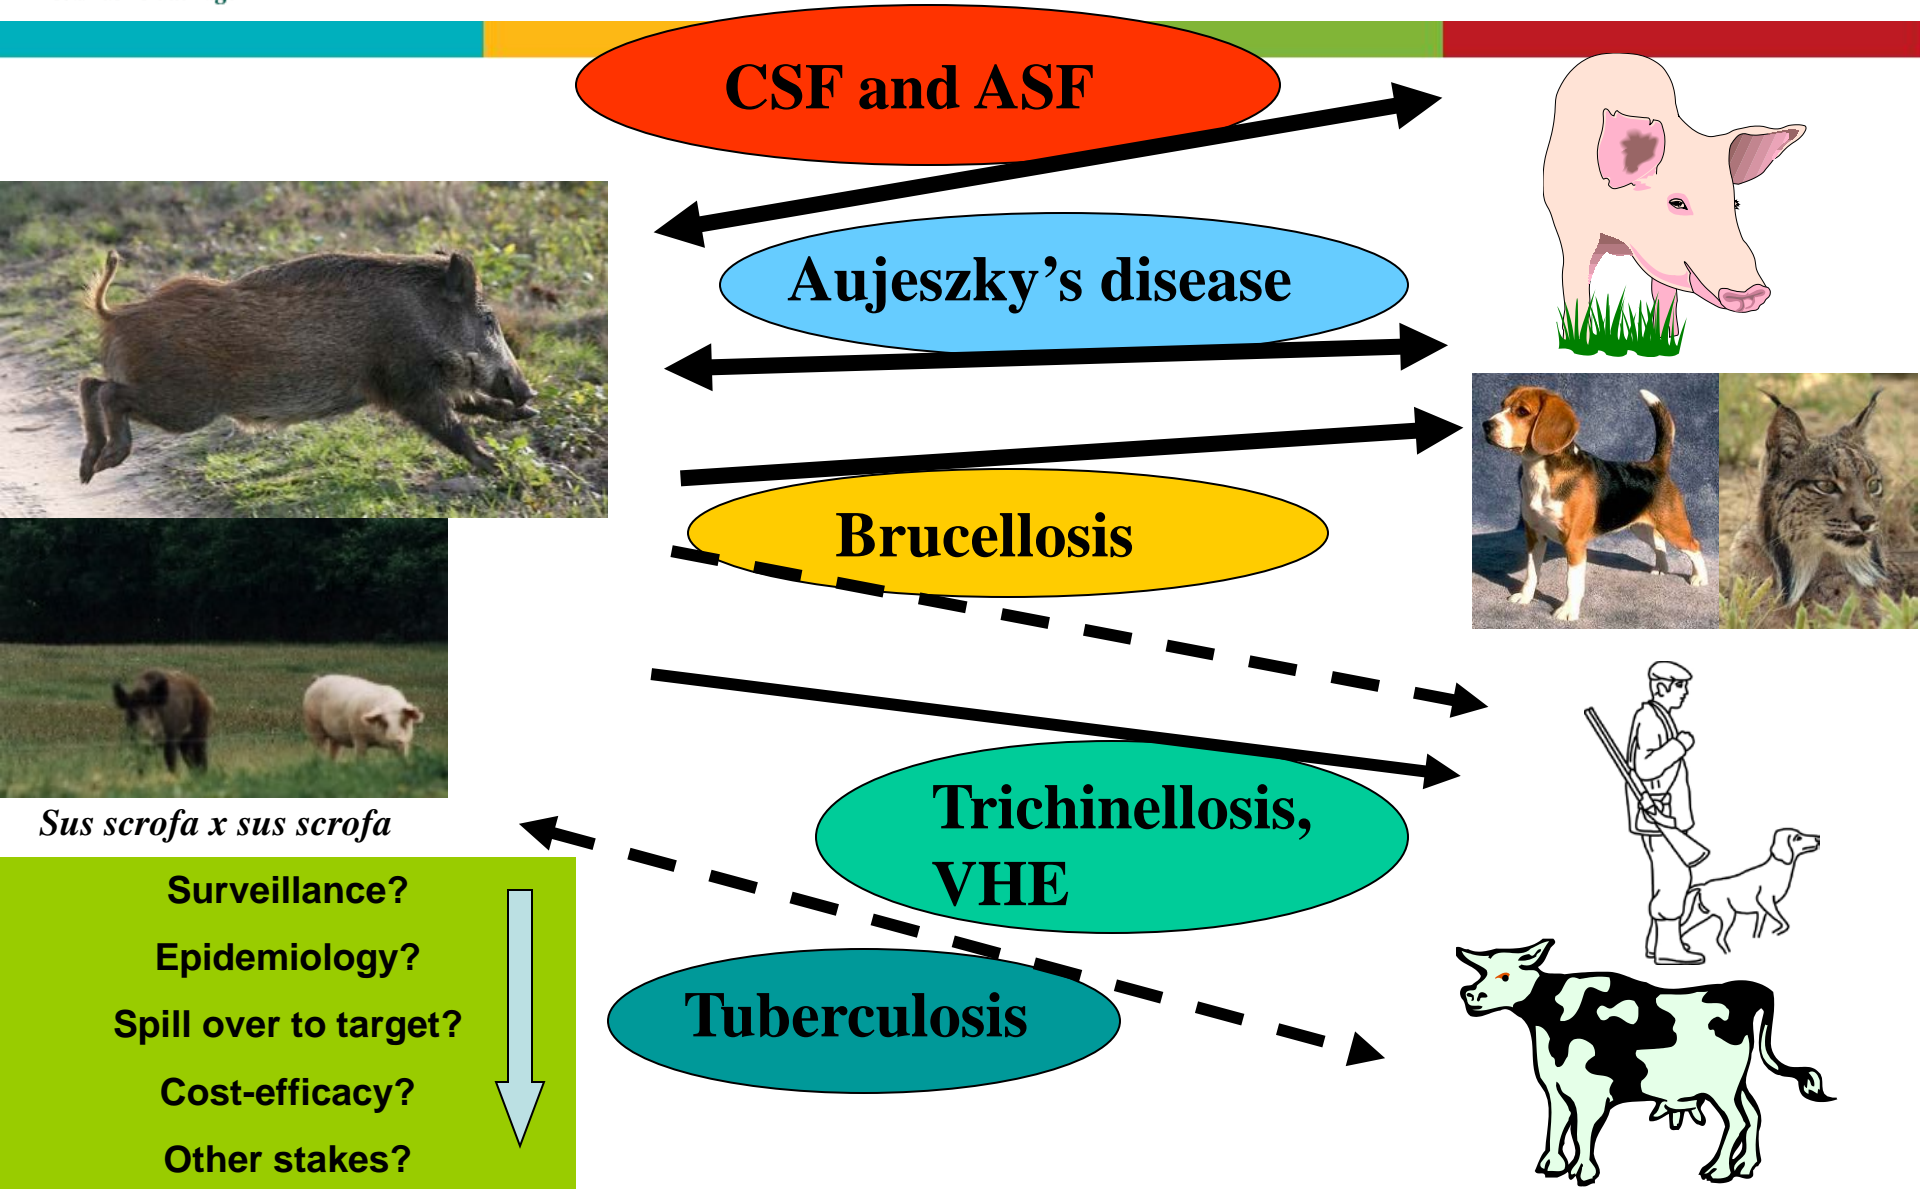 CSF and ASF
Aujeszky’s disease
Brucellosis
Trichinellosis,
VHE
Tuberculosis
Sus scrofa x sus scrofa
Surveillance?
Epidemiology?
Spill over to target?
Cost-efficacy?
Other stakes?